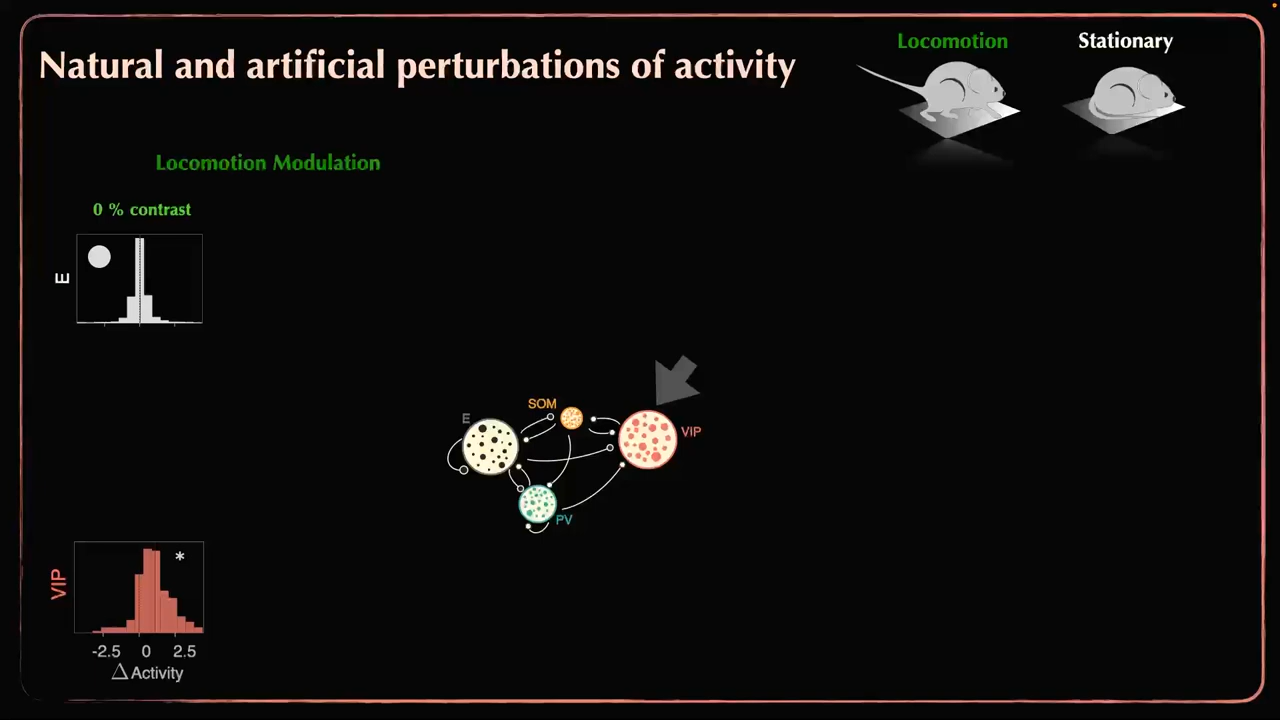 Natural and artificial perturbations of activity
Locomotion
Stationary
Locomotion Modulation
0 % contrast
E
SOM
E
VIP
PV
VIP
*
-2.5 0 2.5
Δ Activity